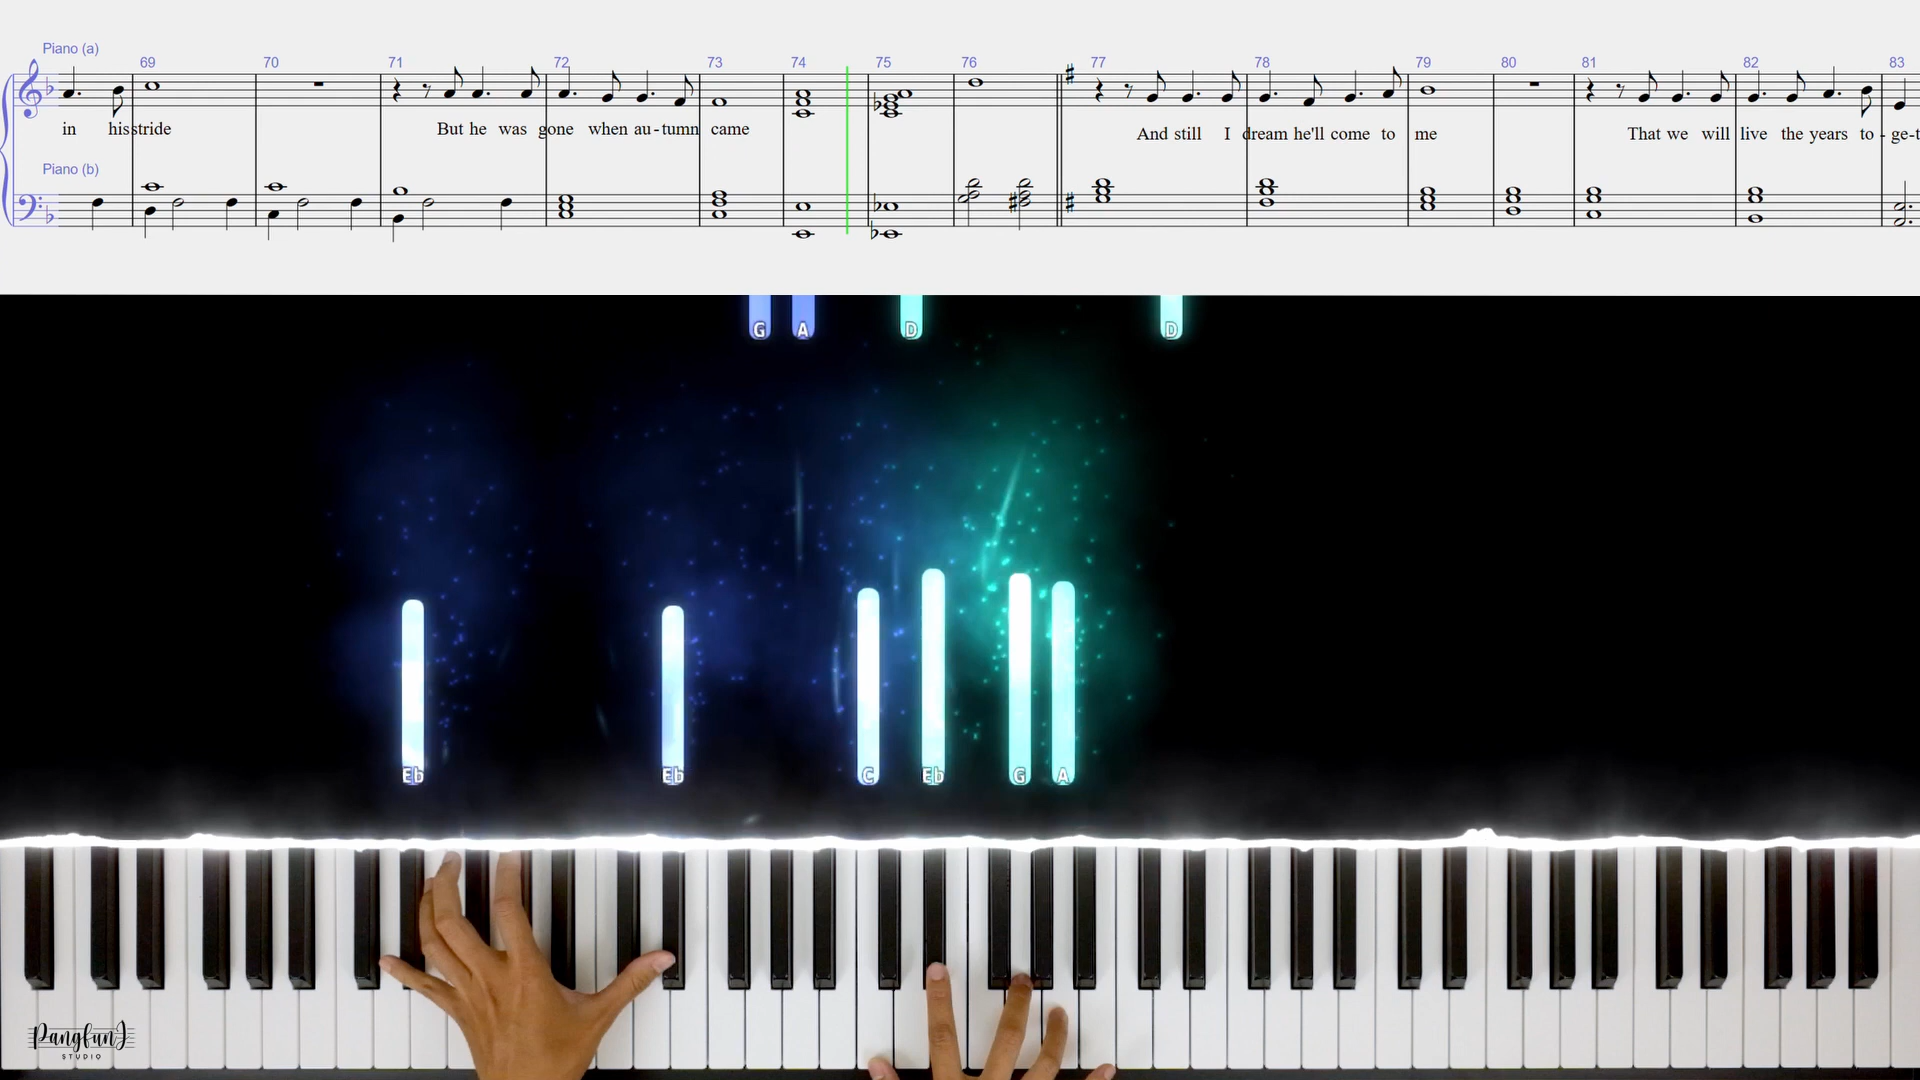 Piano (a)
69 70 71 72 73 74 75 76 77 78 79 80 81 82 83
in his stride But he was gone when au - tumn came And still I dream he'll come to me That we will live the years to - ge - t
Piano (b)
G A D D
Eb Eb C Eb G A
PangfunJ
STUDIO